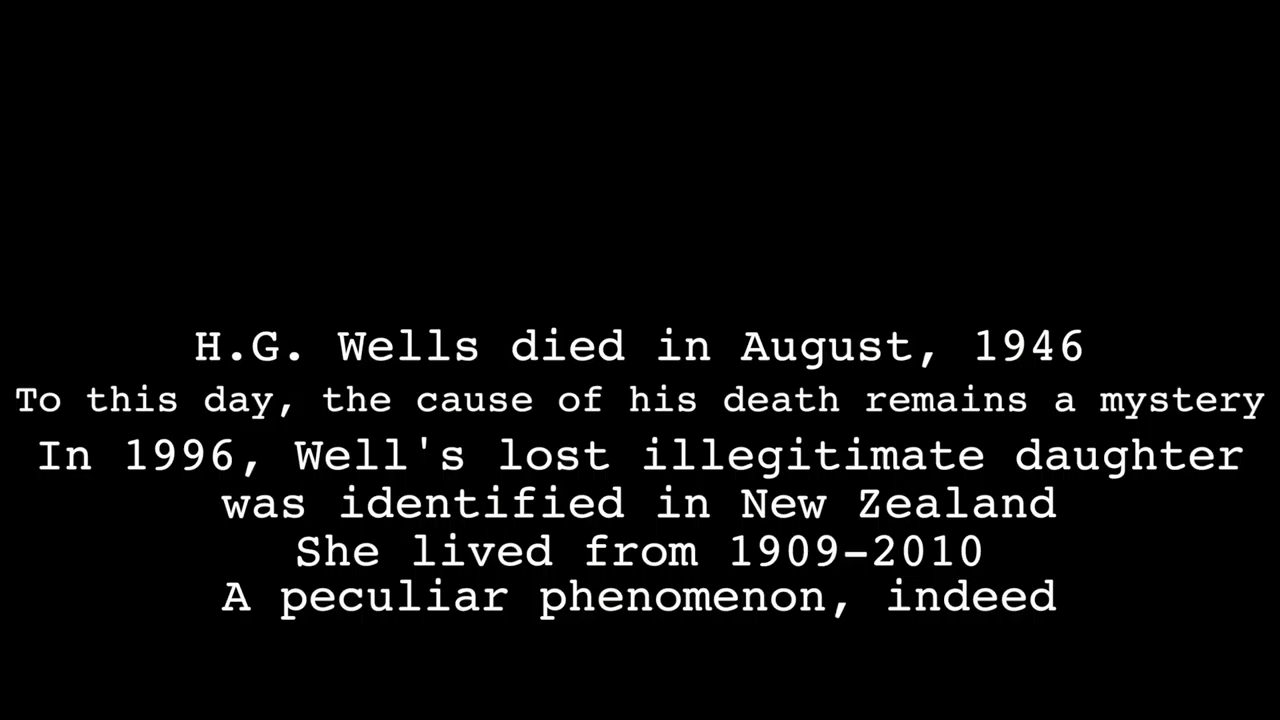 H.G. Wells died in August, 1946
To this day, the cause of his death remains a mystery
In 1996, Well's lost illegitimate daughter
was identified in New Zealand
She lived from 1909-2010
A peculiar phenomenon, indeed